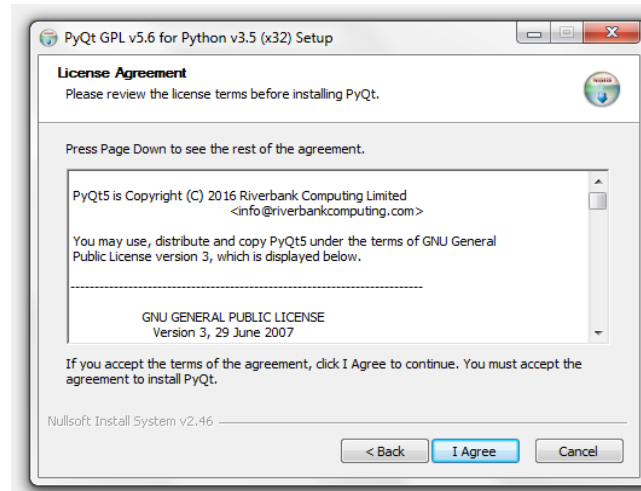 PyQt GPL v5.6 for Python v3.5 (x32) Setup
License Agreement
Please review the license terms before installing PyQt.
Press Page Down to see the rest of the agreement.
PyQt5 is Copyright (C) 2016 Riverbank Computing Limited
<info@riverbankcomputing.com>
You may use, distribute and copy PyQt5 under the terms of GNU General
Public License version 3, which is displayed below.
-------------------------------------------------------------------------
GNU GENERAL PUBLIC LICENSE
Version 3, 29 June 2007
If you accept the terms of the agreement, click I Agree to continue. You must accept the
agreement to install PyQt.
Nullsoft Install System v2.46
< Back I Agree Cancel